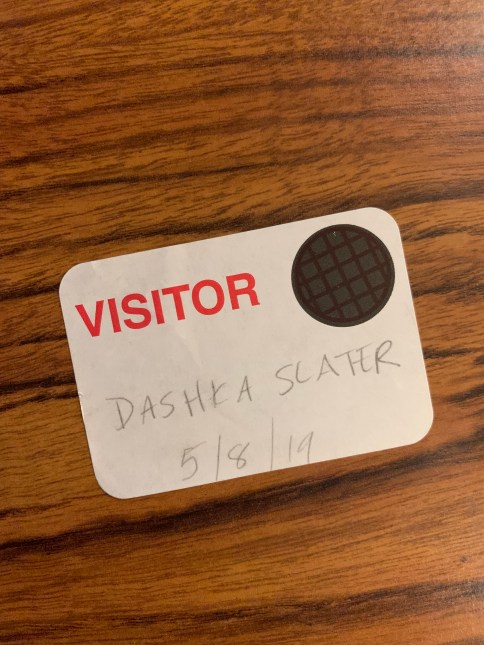 VISITOR
DASHKA SLATER
5/8/19